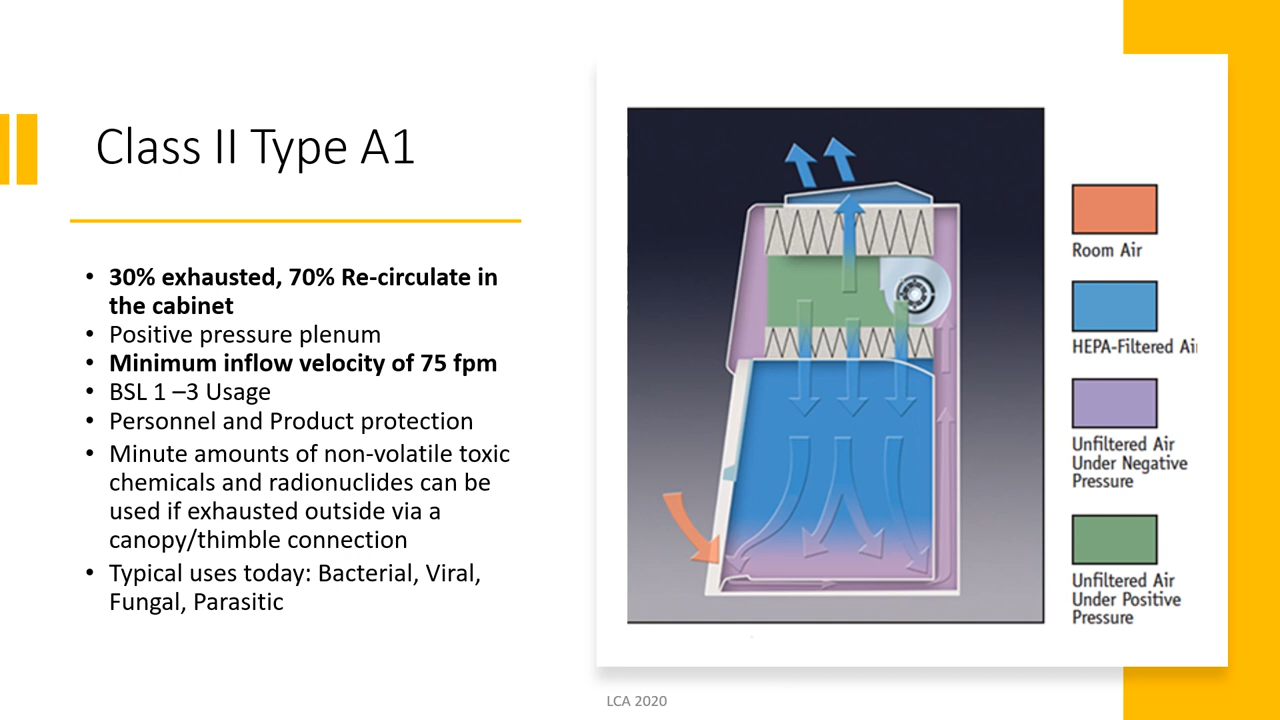 Class II Type A1
• 30% exhausted, 70% Re-circulate in
the cabinet
• Positive pressure plenum
• Minimum inflow velocity of 75 fpm
• BSL 1 –3 Usage
• Personnel and Product protection
• Minute amounts of non-volatile toxic
chemicals and radionuclides can be
used if exhausted outside via a
canopy/thimble connection
• Typical uses today: Bacterial, Viral,
Fungal, Parasitic
Room Air
HEPA-Filtered Air
Unfiltered Air
Under Negative
Pressure
Unfiltered Air
Under Positive
Pressure
LCA 2020